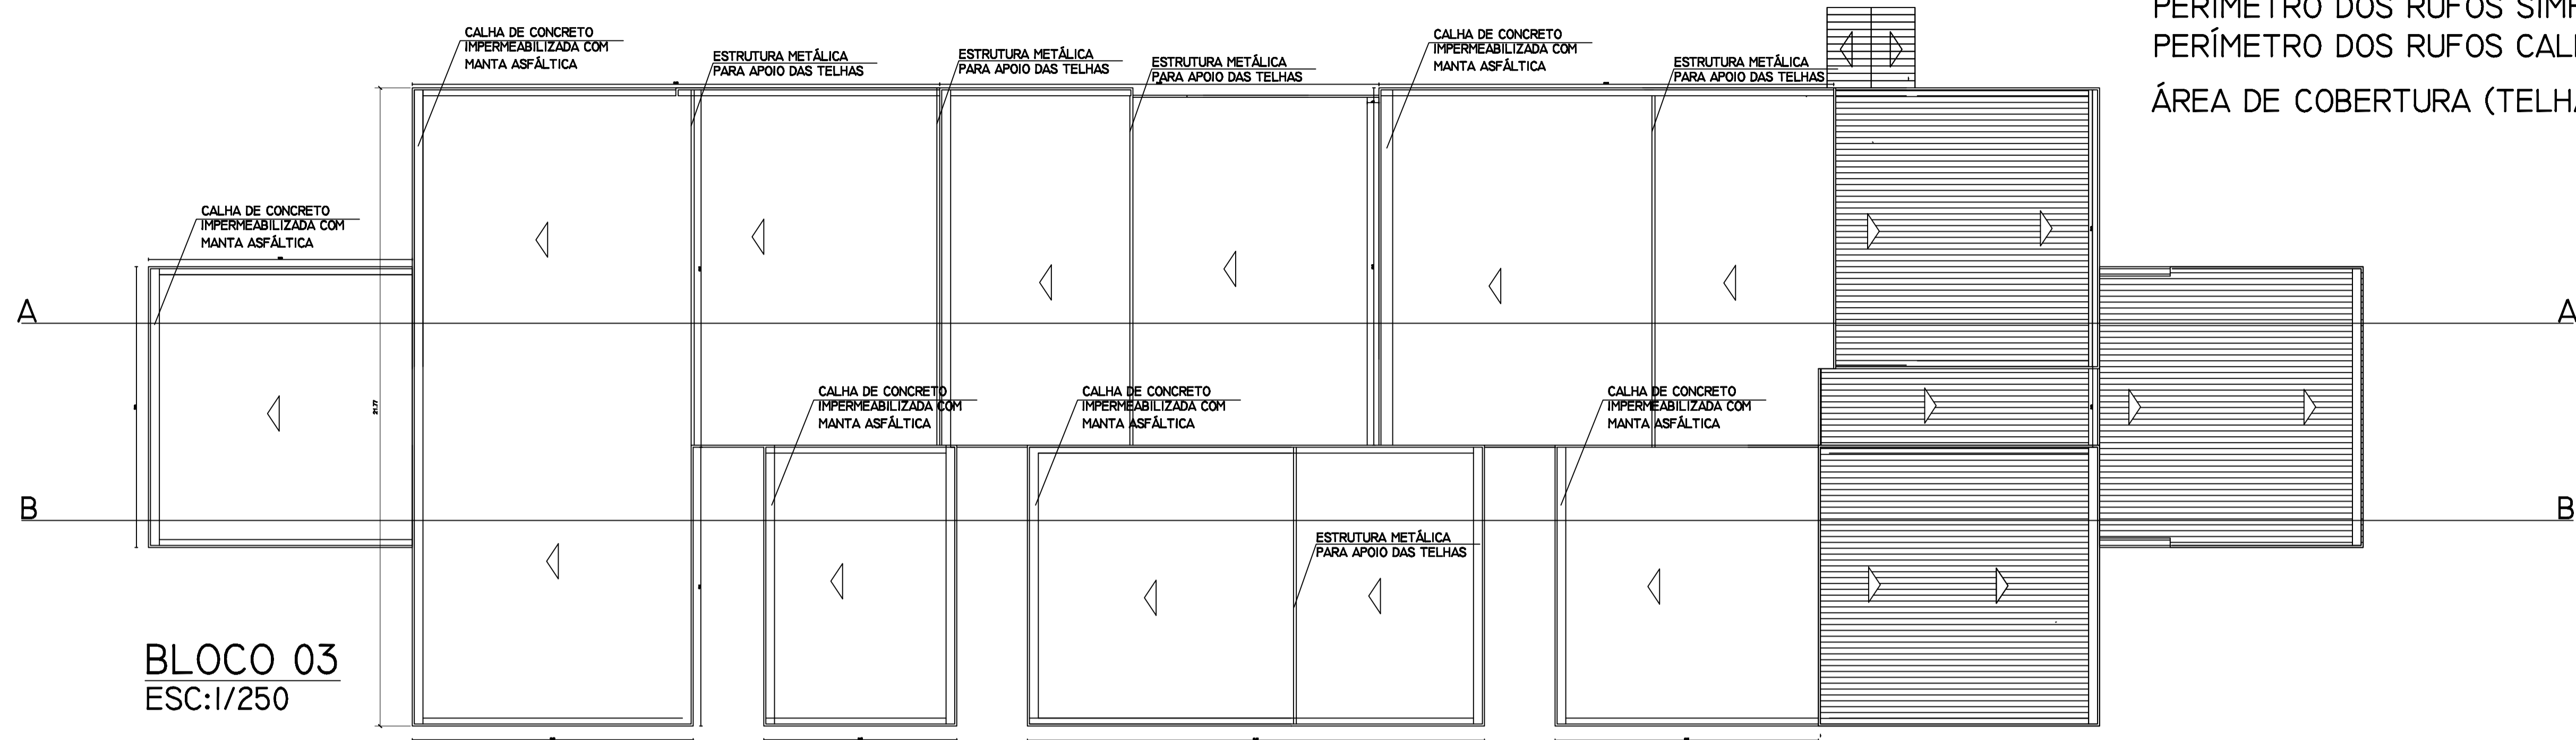 PERÍMETRO DOS RUFOS
PERÍMETRO DOS RUFOS
ÁREA DE COBERTURA
CALHA DE CONCRETO
IMPERMEABILIZADA COM
MANTA ASFÁLTICA
ESTRUTURA METÁLICA
PARA APOIO DAS TELHAS
ESTRUTURA METÁLICA
PARA APOIO DAS TELHAS
ESTRUTURA METÁLICA
PARA APOIO DAS TELHAS
CALHA DE CONCRETO
IMPERMEABILIZADA COM
MANTA ASFÁLTICA
ESTRUTURA METÁLICA
PARA APOIO DAS TELHAS
CALHA DE CONCRETO
IMPERMEABILIZADA COM
MANTA ASFÁLTICA
A
A
21.77
CALHA DE CONCRETO
IMPERMEABILIZADA COM
MANTA ASFÁLTICA
CALHA DE CONCRETO
IMPERMEABILIZADA COM
MANTA ASFÁLTICA
CALHA DE CONCRETO
IMPERMEABILIZADA COM
MANTA ASFÁLTICA
B
B
ESTRUTURA METÁLICA
PARA APOIO DAS TELHAS
BLOCO 03
ESC:1/250